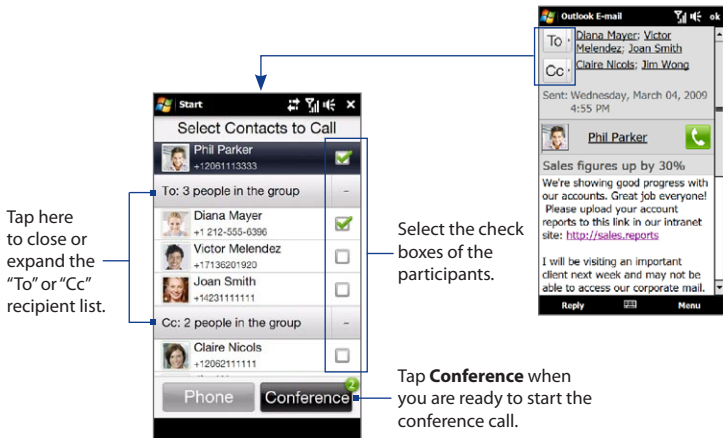 Outlook E-mail
ok
To
Diana Mayer; Victor
Melendez; Joan Smith
Cc
Claire Nicols; Jim Wong
Sent: Wednesday, March 04, 2009
4:55 PM
Phil Parker
Sales figures up by 30%
We're showing good progress with
our accounts. Great job everyone!
Please upload your account
reports to this link in our intranet
site: http://sales.reports
I will be visiting an important
client next week and may not be
able to access our corporate mail.
Reply
Menu
Start
Select Contacts to Call
Phil Parker
+12061113333
To: 3 people in the group
Diana Mayer
+1 212-555-6396
Victor Melendez
+17136201920
Joan Smith
+14231111111
Cc: 2 people in the group
Claire Nicols
+12062111111
Phone
Conference
2
Tap here
to close or
expand the
“To” or “Cc”
recipient list.
Select the check
boxes of the
participants.
Tap Conference when
you are ready to start the
conference call.